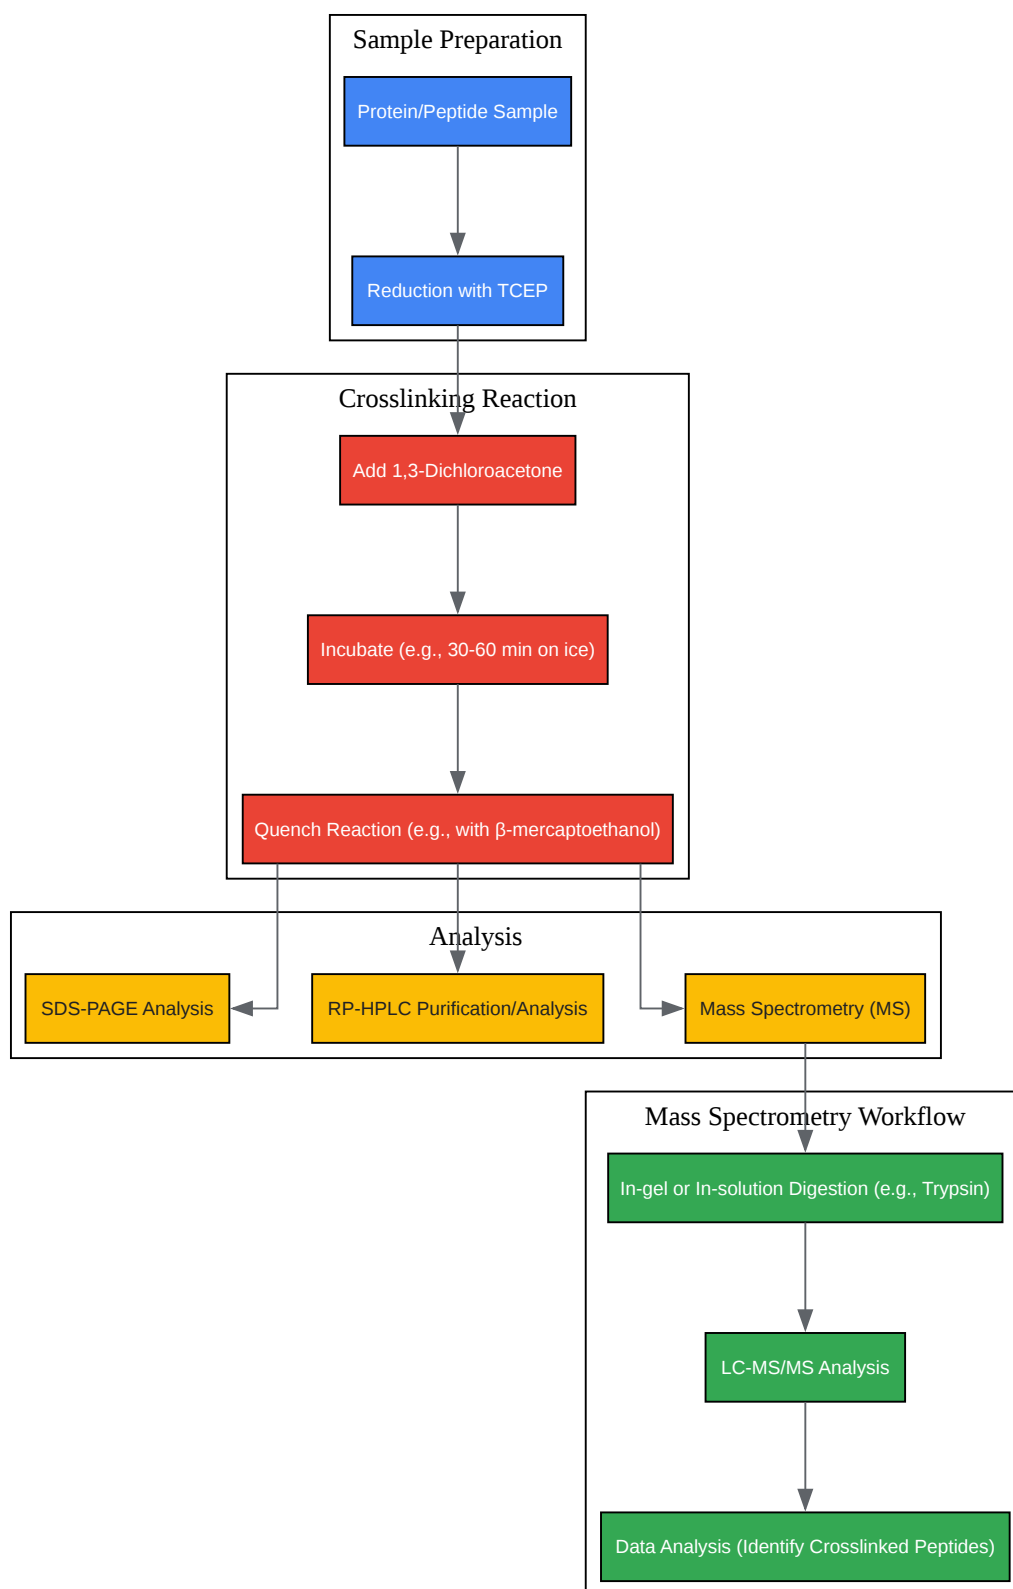 Sample Preparation
Protein/Peptide Sample
Reduction with TCEP
Crosslinking Reaction
Add 1,3-Dichloroacetone
Incubate (e.g., 30-60 min on ice)
Quench Reaction (e.g., with β-mercaptoethanol)
Analysis
SDS-PAGE Analysis
RP-HPLC Purification/Analysis
Mass Spectrometry (MS)
Mass Spectrometry Workflow
In-gel or In-solution Digestion (e.g., Trypsin)
LC-MS/MS Analysis
Data Analysis (Identify Crosslinked Peptides)